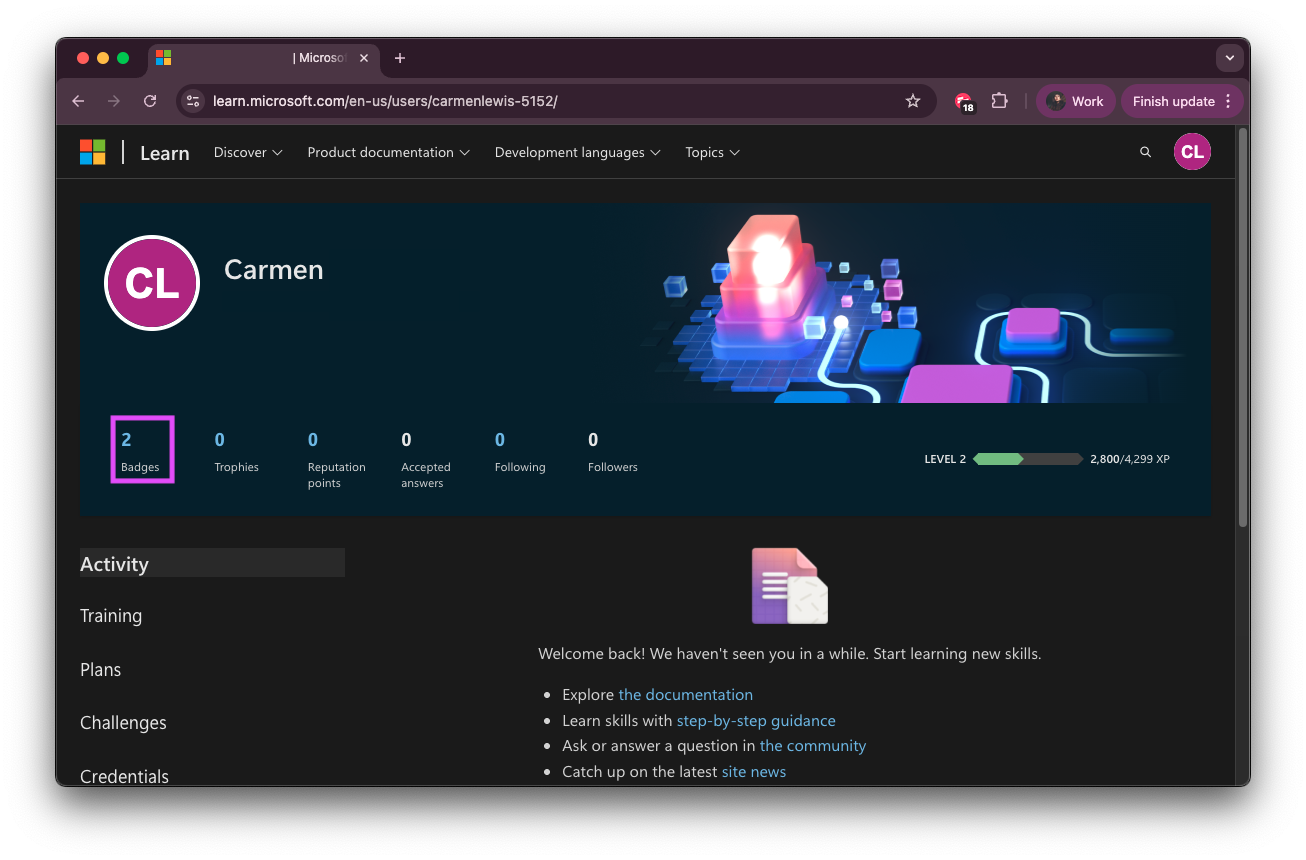 | Microso
18
learn.microsoft.com/en-us/users/carmenlewis-5152/
Work
Finish update
Learn
Discover
Product documentation
Development languages
Topics
CL
CL
Carmen
2
Badges
0
Trophies
0
Reputation
points
0
Accepted
answers
0
Following
0
Followers
LEVEL 2
2,800/4,299 XP
Activity
Training
Plans
Challenges
Credentials
Welcome back! We haven't seen you in a while. Start learning new skills.
Explore the documentation
Learn skills with step-by-step guidance
Ask or answer a question in the community
Catch up on the latest site news